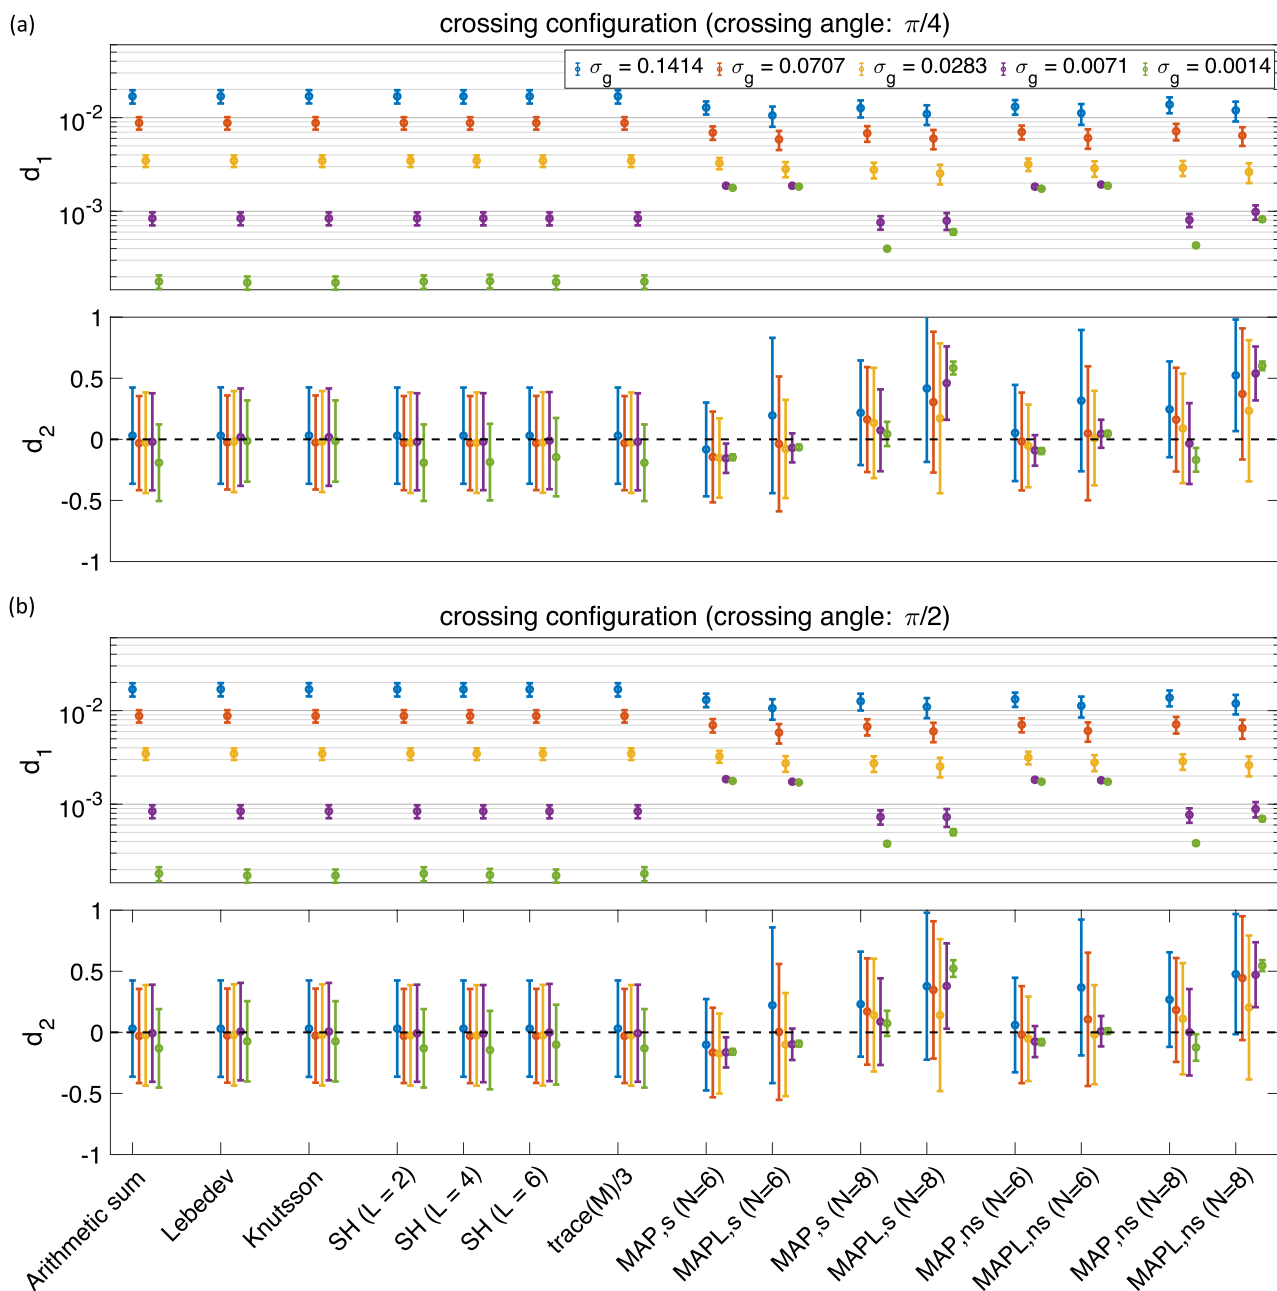 (a)
crossing configuration (crossing angle: π/4)
σg = 0.1414 σg = 0.0707 σg = 0.0283 σg = 0.0071 σg = 0.0014
10-2
d1
10-3
1
0.5
d2
0
-0.5
-1
(b)
crossing configuration (crossing angle: π/2)
10-2
d1
10-3
1
0.5
d2
0
-0.5
-1
Arithmetic sum
Lebedev
Knutsson
SH (L = 2)
SH (L = 4)
SH (L = 6)
trace(M)/3
MAP,s (N=6)
MAPL,s (N=6)
MAP,s (N=8)
MAPL,s (N=8)
MAP,ns (N=6)
MAPL,ns (N=6)
MAP,ns (N=8)
MAPL,ns (N=8)